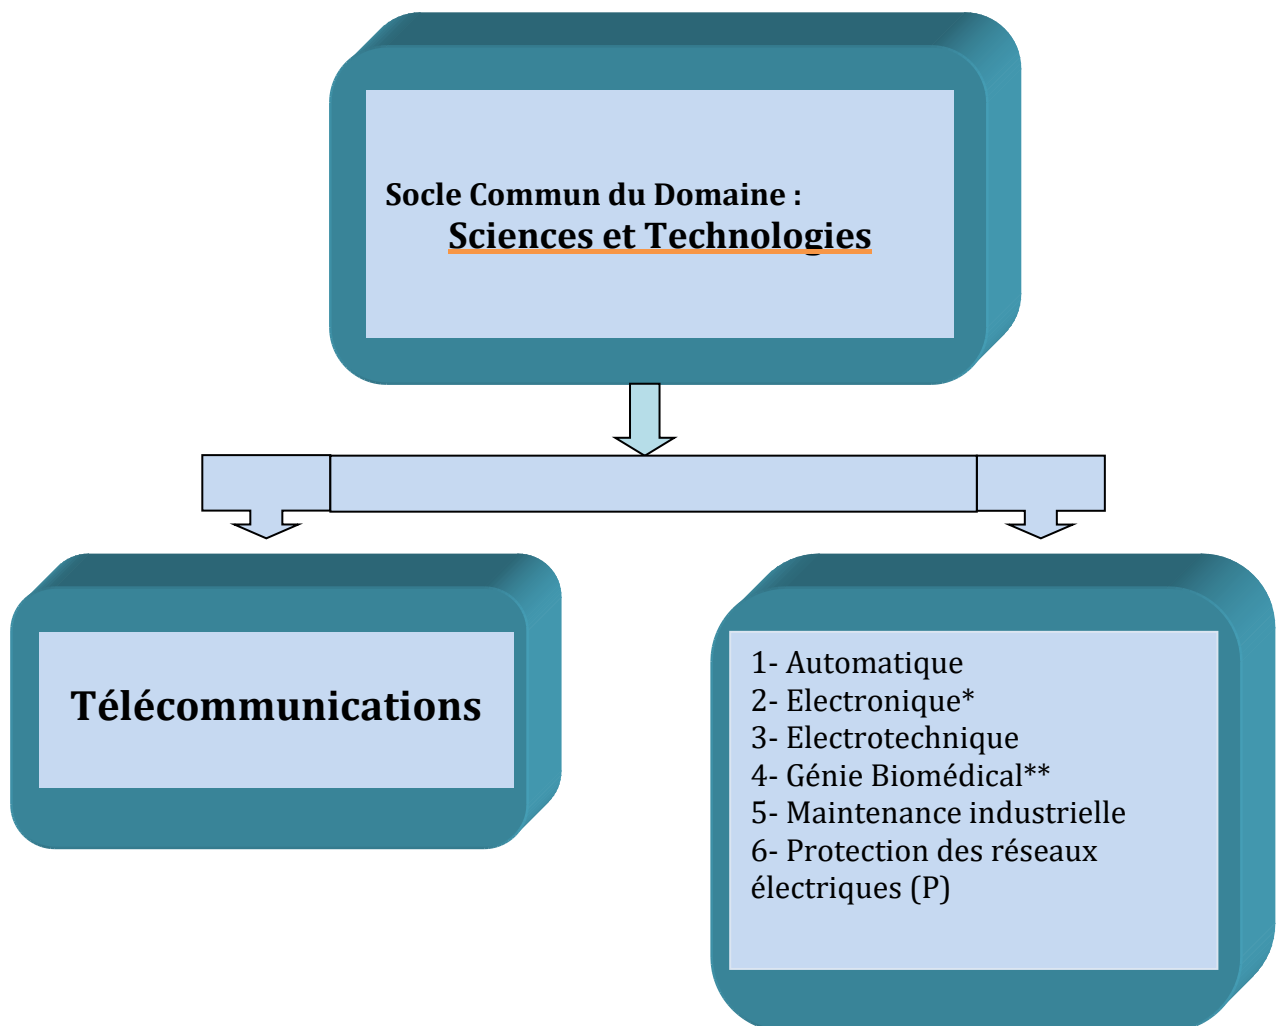 Socle Commun du Domaine :
Sciences et Technologies
Télécommunications
1- Automatique
2- Electronique*
3- Electrotechnique
4- Génie Biomédical**
5- Maintenance industrielle
6- Protection des réseaux
électriques (P)